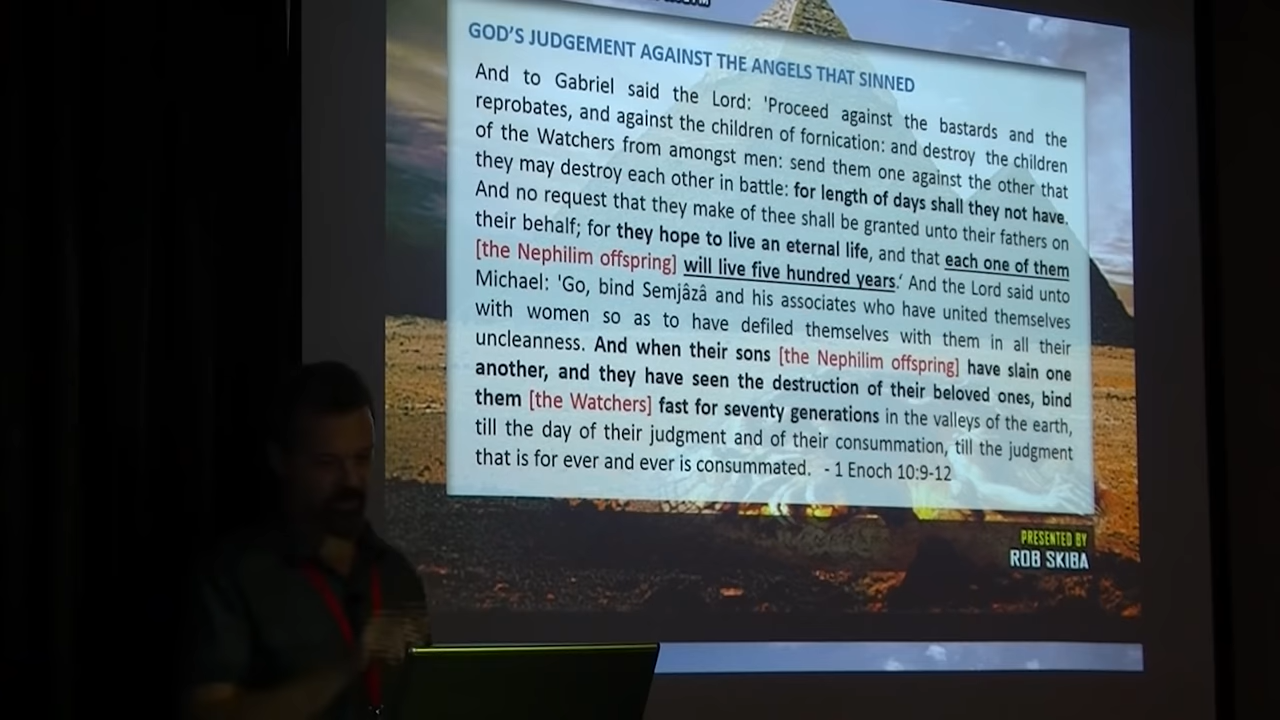 GOD'S JUDGEMENT AGAINST THE ANGELS THAT SINNED
And to Gabriel said the Lord: 'Proceed against the bastards and the
reprobates, and against the children of fornication: and destroy the children
of the Watchers from amongst men: send them one against the other that
they may destroy each other in battle: for length of days shall they not have.
And no request that they make of thee shall be granted unto their fathers on
their behalf; for they hope to live an eternal life, and that each one of them
[the Nephilim offspring] will live five hundred years.' And the Lord said unto
Michael: 'Go, bind Semjâzâ and his associates who have united themselves
with women so as to have defiled themselves with them in all their
uncleanness. And when their sons [the Nephilim offspring] have slain one
another, and they have seen the destruction of their beloved ones, bind
them [the Watchers] fast for seventy generations in the valleys of the earth,
till the day of their judgment and of their consummation, till the judgment
that is for ever and ever is consummated. - 1 Enoch 10:9-12
PRESENTED BY
ROB SKIBA